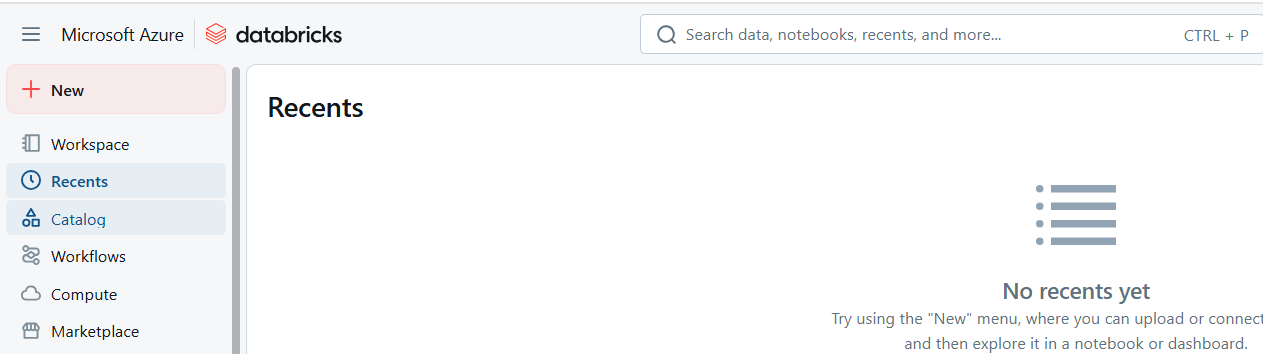 Microsoft Azure databricks
Search data, notebooks, recents, and more... CTRL + P
New
Workspace
Recents
Catalog
Workflows
Compute
Marketplace
Recents
No recents yet
Try using the "New" menu, where you can upload or connect
and then explore it in a notebook or dashboard.